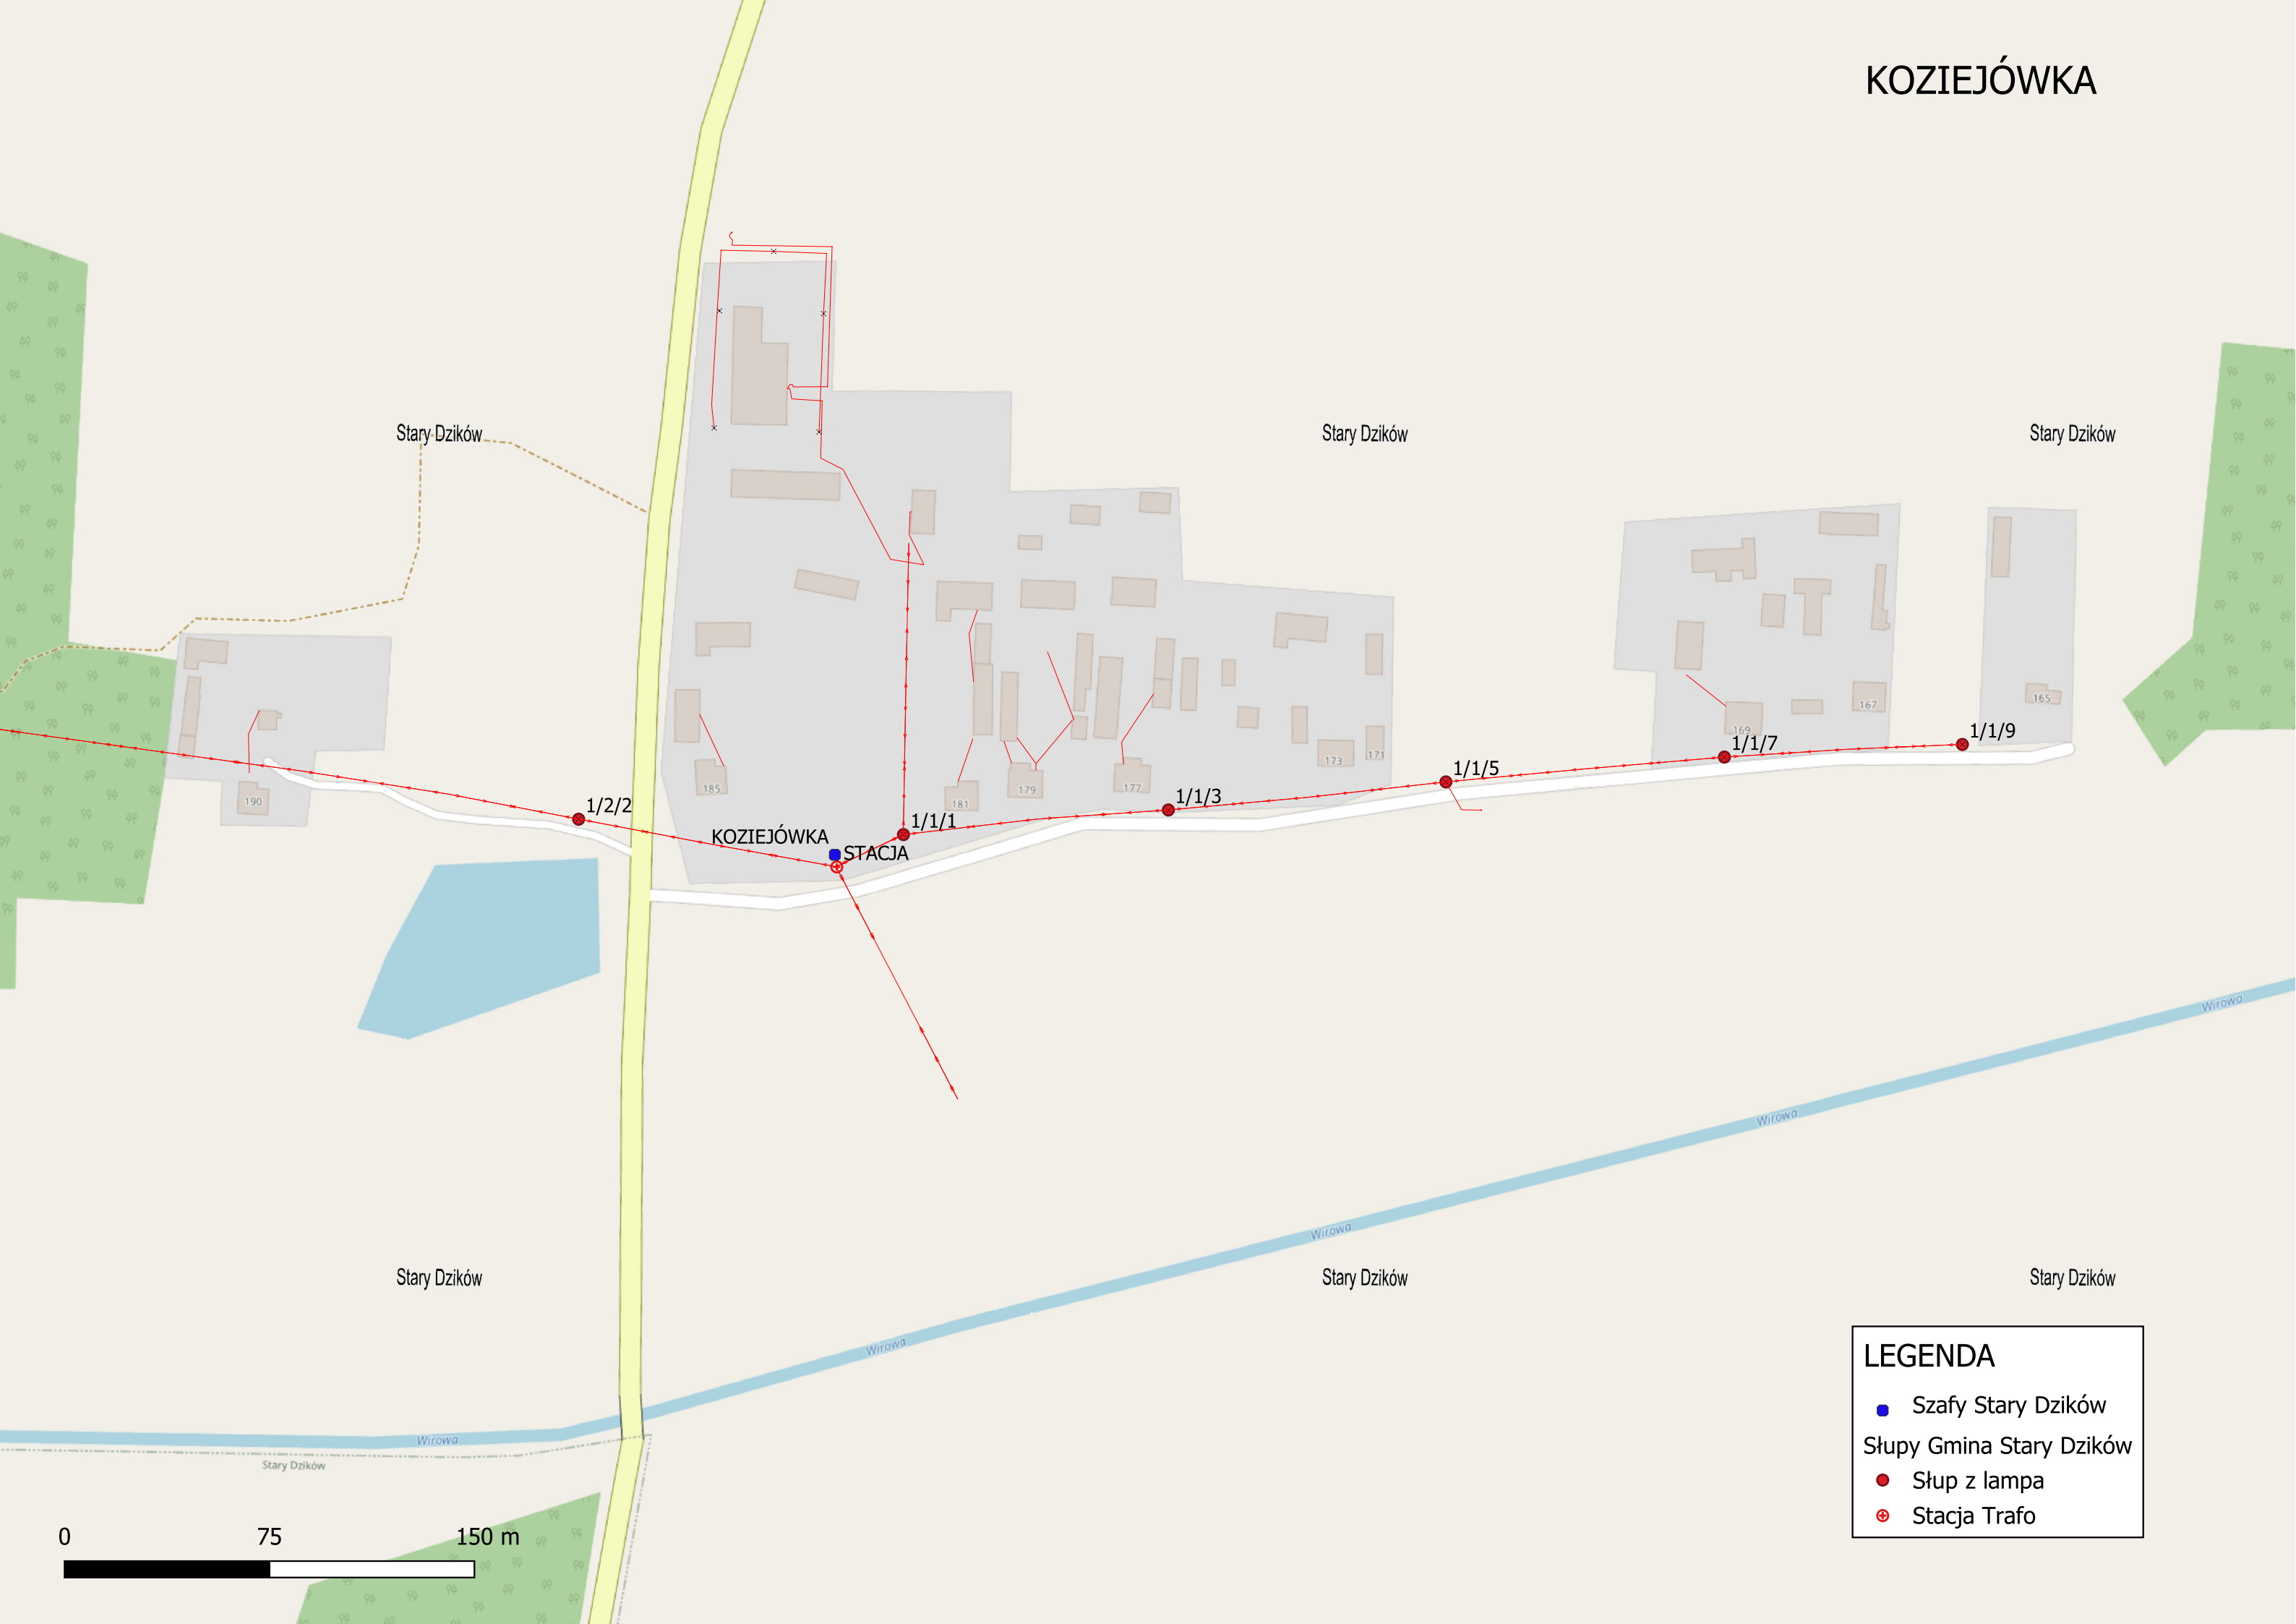 KOZIEJÓWKA
Stary Dzików
Stary Dzików
Stary Dzików
165
167
169
1/1/9
1/1/7
171
173
1/1/5
185
177
179
181
190
1/1/3
1/2/2
1/1/1
KOZIEJÓWKA
STACJA
Wirowa
Wirowa
Wirowa
Stary Dzików
Stary Dzików
Stary Dzików
Wirowa
Wirowa
Stary Dzików
LEGENDA
Szafy Stary Dzików
Słupy Gmina Stary Dzików
Słup z lampa
Stacja Trafo
0 75 150 m